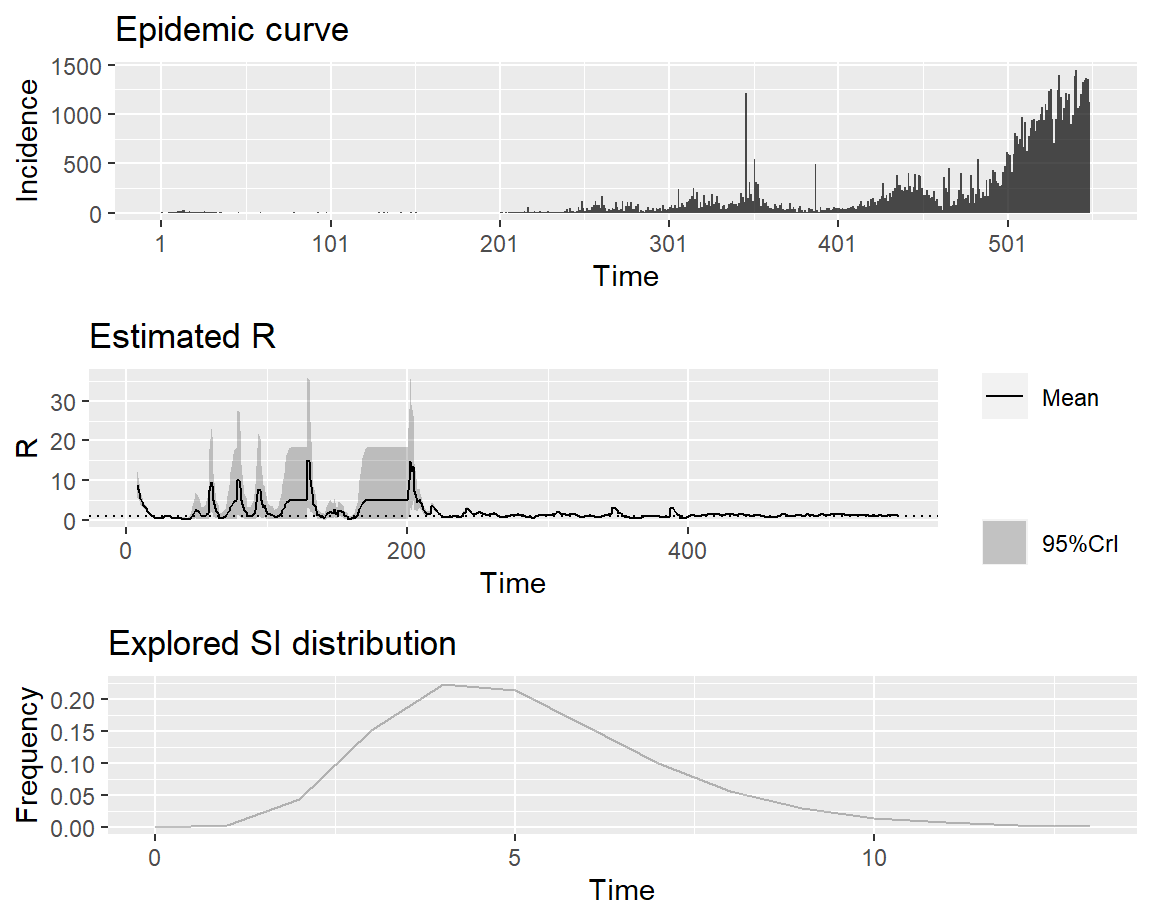 Epidemic curve
1500
1000
500
0
Incidence
1 101 201 301 401 501
Time
Estimated R
30
20
10
0
R
0 200 400
Time
Mean
95%CrI
Explored SI distribution
0.20
0.15
0.10
0.05
0.00
Frequency
0 5 10
Time